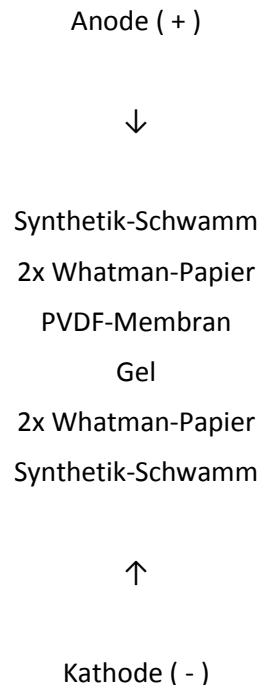 Anode ( + )
↓
Synthetik-Schwamm
2x Whatman-Papier
PVDF-Membran
Gel
2x Whatman-Papier
Synthetik-Schwamm
↑
Kathode ( - )